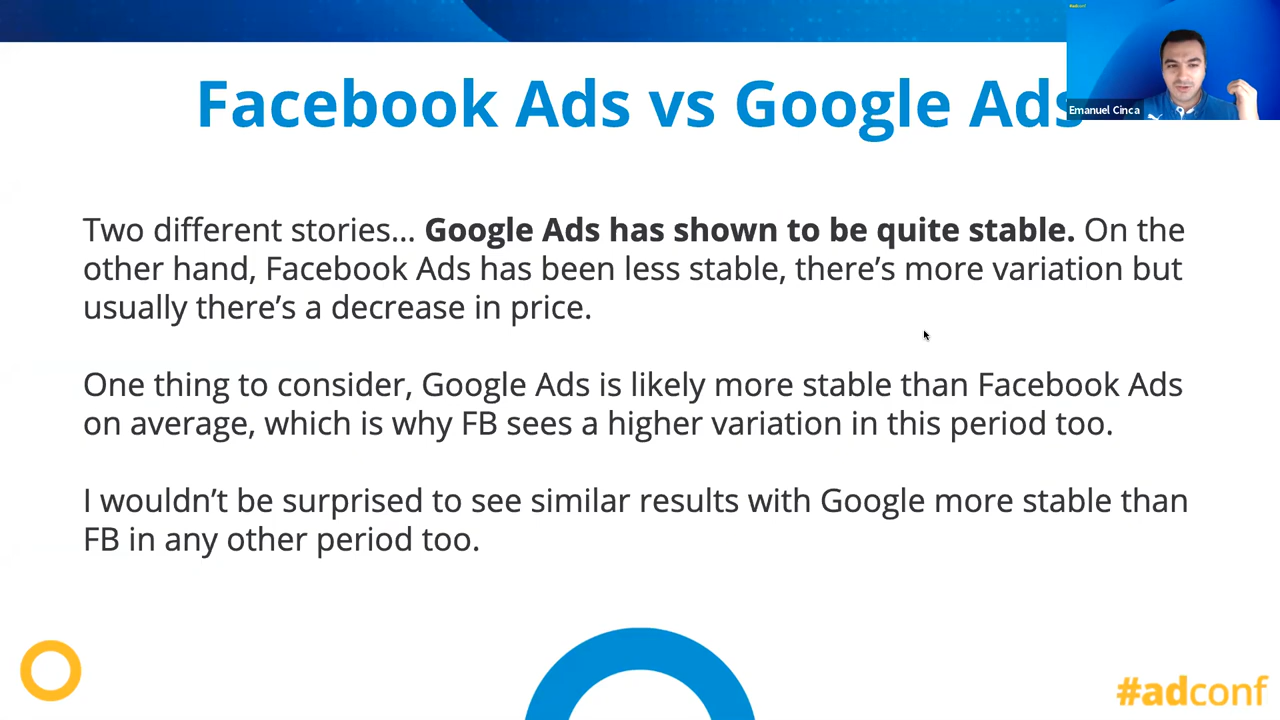 #adconf
Facebook Ads vs Google Ads
Emanuel Cinca
Two different stories... Google Ads has shown to be quite stable. On the
other hand, Facebook Ads has been less stable, there’s more variation but
usually there’s a decrease in price.
One thing to consider, Google Ads is likely more stable than Facebook Ads
on average, which is why FB sees a higher variation in this period too.
I wouldn’t be surprised to see similar results with Google more stable than
FB in any other period too.
#adconf